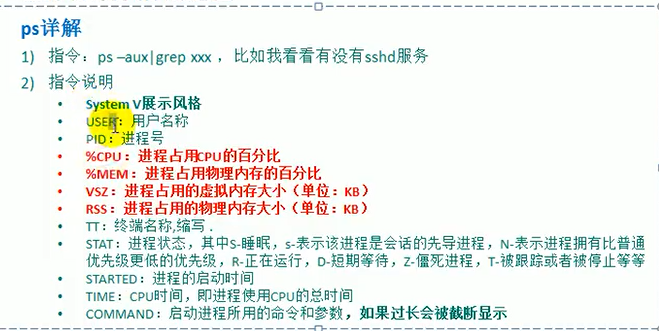 ps详解
1) 指令：ps –aux|grep xxx ，比如我看看有没有sshd服务
2) 指令说明
• System V展示风格
• USER：用户名称
• PID：进程号
• %CPU：进程占用CPU的百分比
• %MEM：进程占用物理内存的百分比
• VSZ：进程占用的虚拟内存大小（单位：KB）
• RSS：进程占用的物理内存大小（单位：KB）
• TT：终端名称,缩写 .
• STAT：进程状态，其中S-睡眠，s-表示该进程是会话的先导进程，N-表示进程拥有比普通
优先级更低的优先级，R-正在运行，D-短期等待，Z-僵死进程，T-被跟踪或者被停止等等
• STARTED：进程的启动时间
• TIME：CPU时间，即进程使用CPU的总时间
• COMMAND：启动进程所用的命令和参数，如果过长会被截断显示